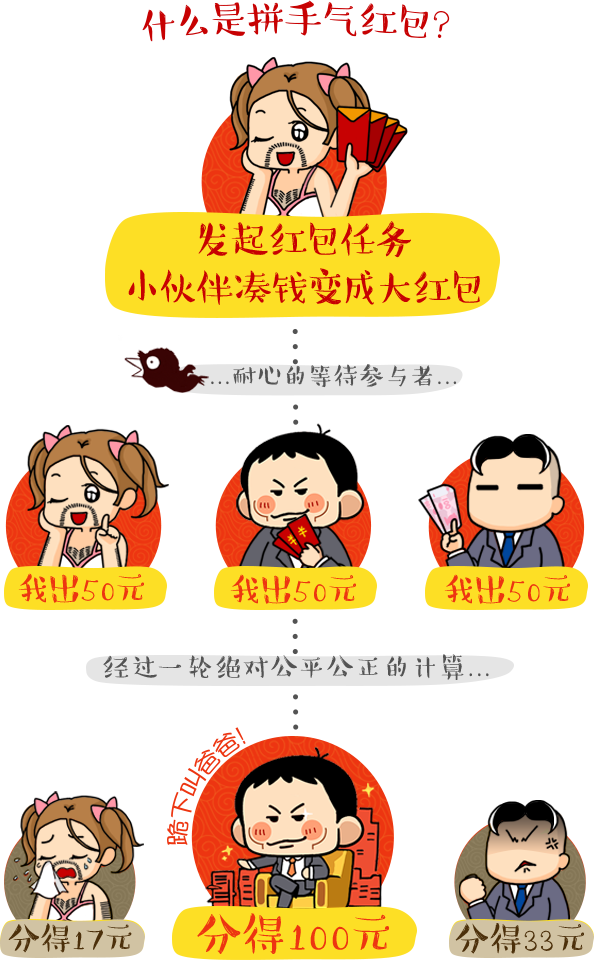 什么是拼手气红包?
发起红包任务
小伙伴凑钱变成大红包
...耐心的等待参与者...
我出50元
我出50元
我出50元
经过一轮绝对公平公正的计算...
跪下叫爸爸!
分得17元
分得100元
分得33元